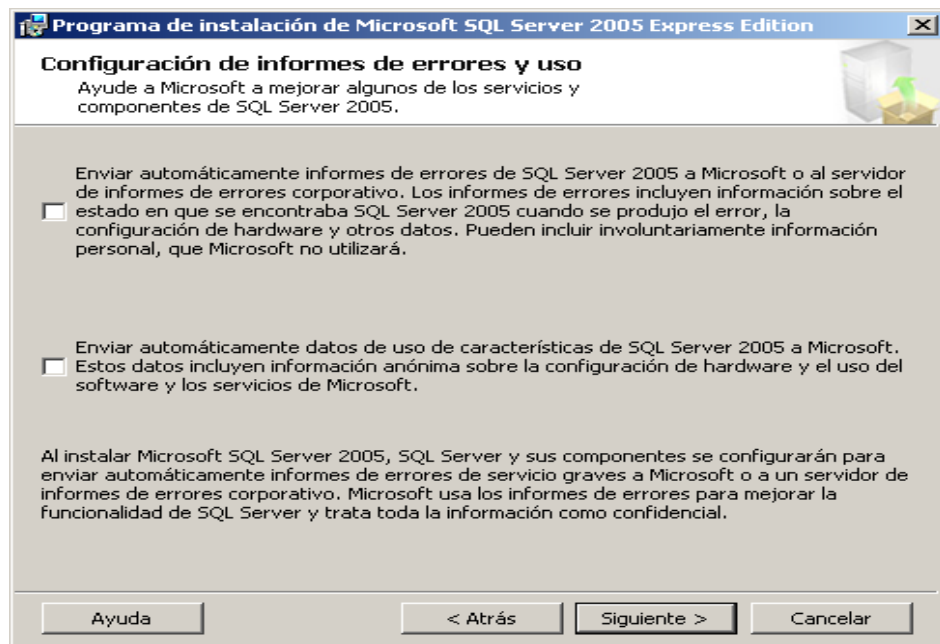 Programa de instalación de Microsoft SQL Server 2005 Express Edition
Configuración de informes de errores y uso
Ayude a Microsoft a mejorar algunos de los servicios y
componentes de SQL Server 2005.
Enviar automáticamente informes de errores de SQL Server 2005 a Microsoft o al servidor
de informes de errores corporativo. Los informes de errores incluyen información sobre el
estado en que se encontraba SQL Server 2005 cuando se produjo el error, la
configuración de hardware y otros datos. Pueden incluir involuntariamente información
personal, que Microsoft no utilizará.
Enviar automáticamente datos de uso de características de SQL Server 2005 a Microsoft.
Estos datos incluyen información anónima sobre la configuración de hardware y el uso del
software y los servicios de Microsoft.
Al instalar Microsoft SQL Server 2005, SQL Server y sus componentes se configurarán para
enviar automáticamente informes de errores de servicio graves a Microsoft o a un servidor de
informes de errores corporativo. Microsoft usa los informes de errores para mejorar la
funcionalidad de SQL Server y trata toda la información como confidencial.
Ayuda
< Atrás
Siguiente >
Cancelar